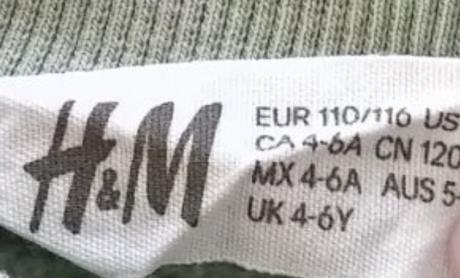 H&M
EUR 110/116 US
CA 4-6A CN 120
MX 4-6A AUS 5-
UK 4-6Y